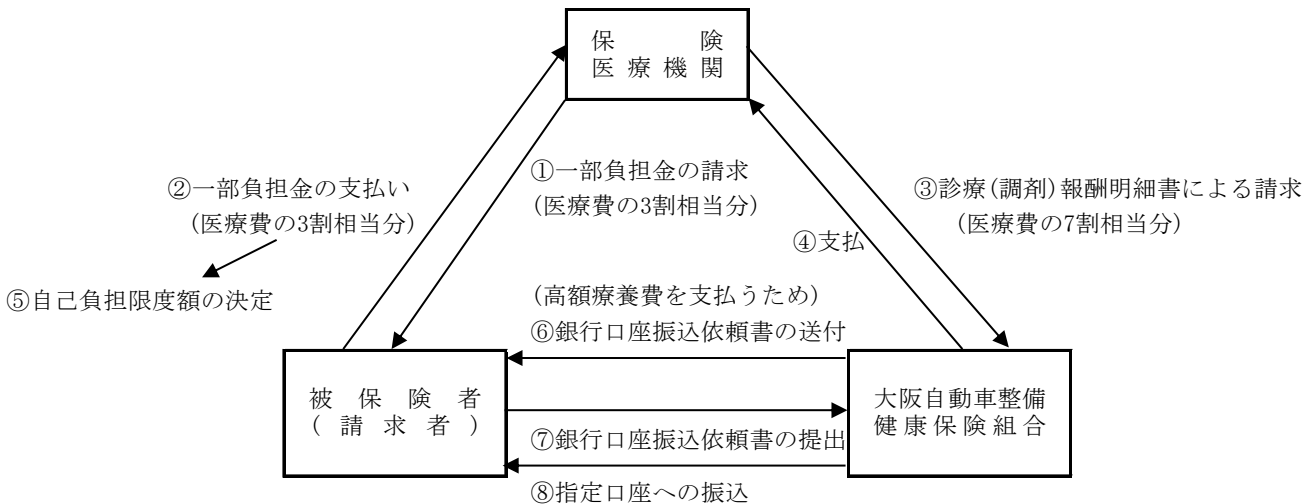 保険
医療機関
①一部負担金の請求
(医療費の3割相当分)
②一部負担金の支払い
(医療費の3割相当分)
③診療(調剤)報酬明細書による請求
(医療費の7割相当分)
④支払
⑤自己負担限度額の決定
(高額療養費を支払うため)
⑥銀行口座振込依頼書の送付
被保険者
(請求者)
大阪自動車整備
健康保険組合
⑦銀行口座振込依頼書の提出
⑧指定口座への振込